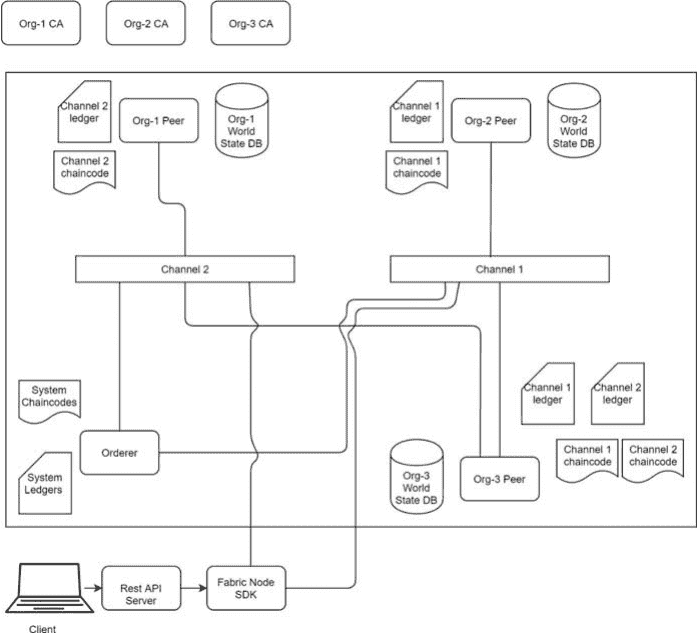 Org-1 CA
Org-2 CA
Org-3 CA
Channel 2
ledger
Org-1 Peer
Org-1
World
State DB
Channel 2
chaincode
Channel 1
ledger
Org-2 Peer
Org-2
World
State DB
Channel 1
chaincode
Channel 2
Channel 1
System
Chaincodes
Orderer
System
Ledgers
Channel 1
ledger
Channel 2
ledger
Org-3
World
State DB
Org-3 Peer
Channel 1
chaincode
Channel 2
chaincode
Client
Rest API
Server
Fabric Node
SDK